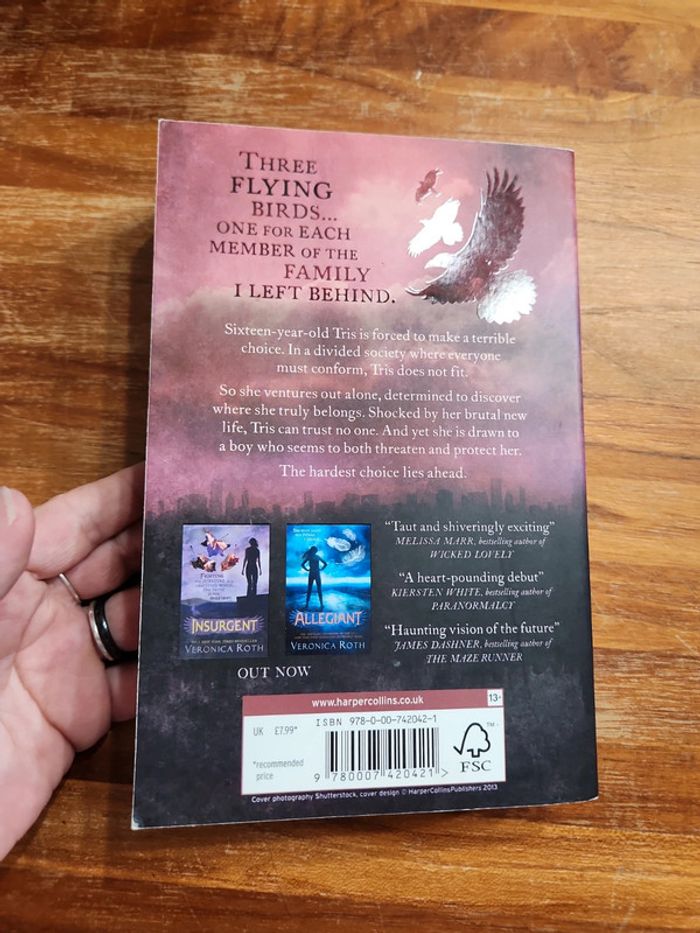 THREE
FLYING
BIRDS...
ONE FOR EACH
MEMBER OF THE
FAMILY
I LEFT BEHIND.
Sixteen-year-old Tris is forced to make a terrible
choice. In a divided society where everyone
must conform, Tris does not fit.
So she ventures out alone, determined to discover
where she truly belongs. Shocked by her brutal new
life, Tris can trust no one. And yet she is drawn to
a boy who seems to both threaten and protect her.
The hardest choice lies ahead.
INSURGENT
VERONICA ROTH
ALLEGIANT
VERONICA ROTH
OUT NOW
“Taut and shiveringly exciting”
MELISSA MARR, bestselling author of
WICKED LOVELY
“A heart-pounding debut”
KIERSTEN WHITE, bestselling author of
PARANORMALCY
“Haunting vision of the future”
JAMES DASHNER, bestselling author of
THE MAZE RUNNER
www.harpercollins.co.uk
13+
ISBN 978-0-00-742042-1
UK £7.99*
*recommended
price
9 780007 420421 >
TM
FSC
Cover photography Shutterstock, cover design © HarperCollinsPublishers 2013